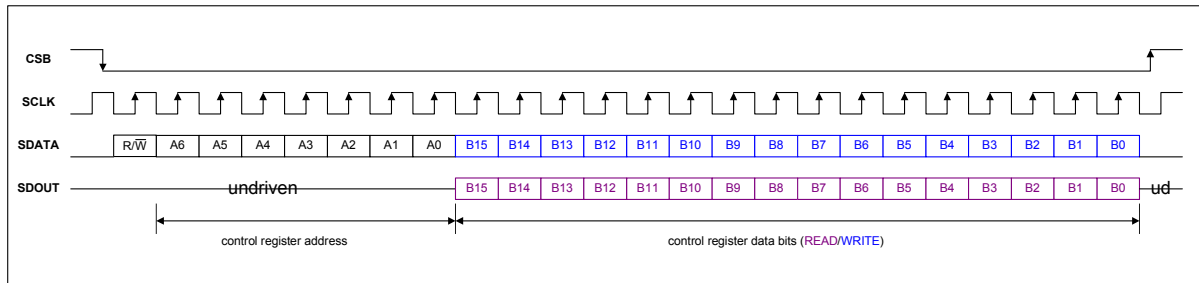 CSB
SCLK
SDATA R/W̅ A6 A5 A4 A3 A2 A1 A0 B15 B14 B13 B12 B11 B10 B9 B8 B7 B6 B5 B4 B3 B2 B1 B0
SDOUT undriven B15 B14 B13 B12 B11 B10 B9 B8 B7 B6 B5 B4 B3 B2 B1 B0 ud
control register address control register data bits (READ/WRITE)